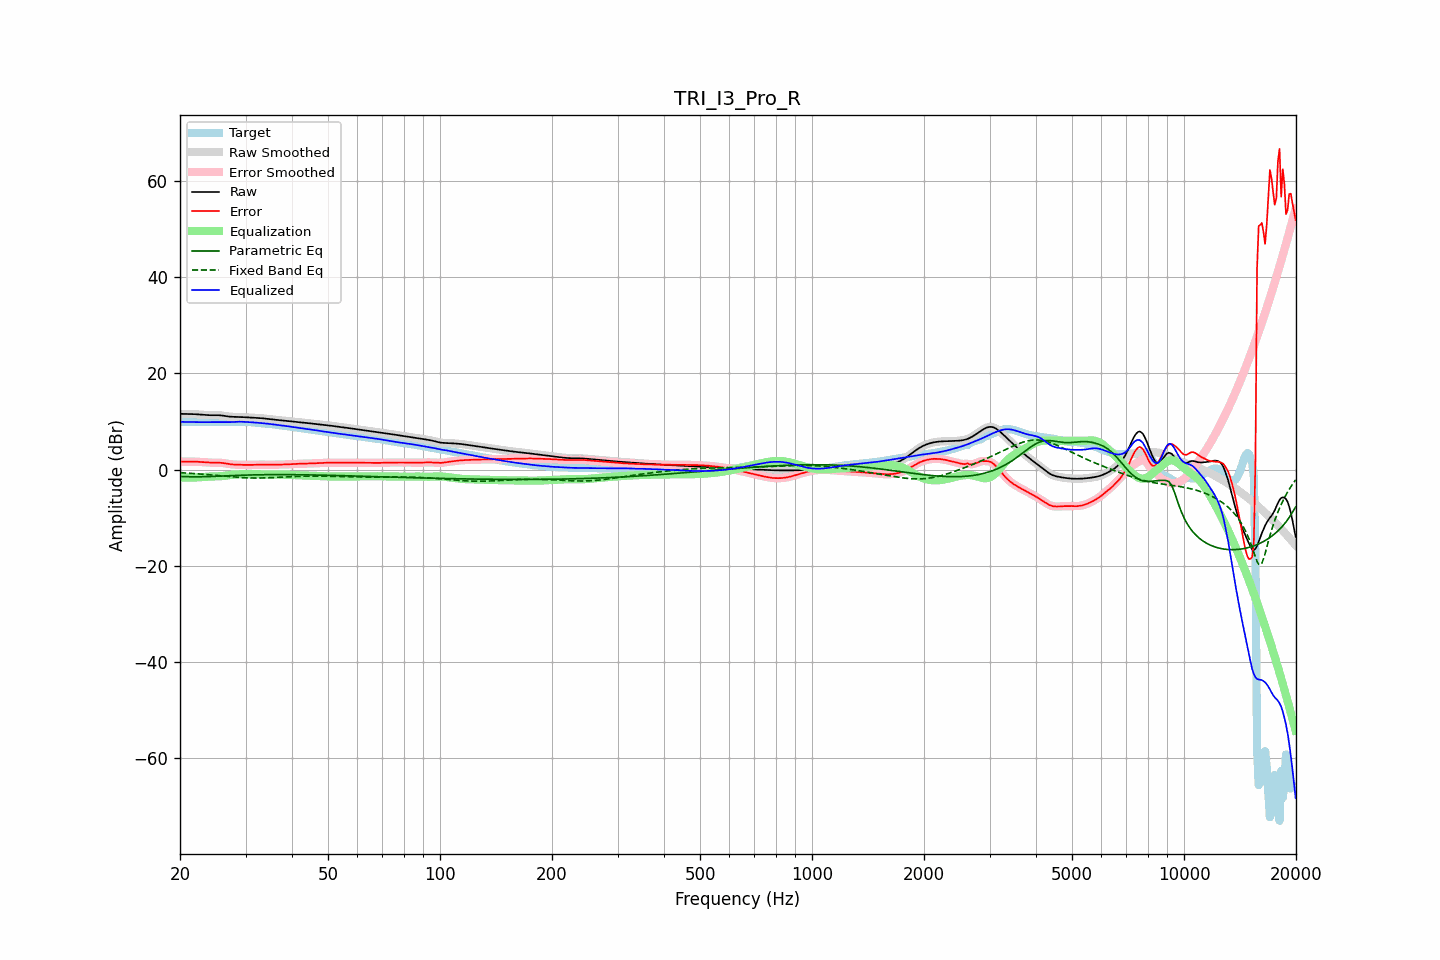 TRI_I3_Pro_R
Target
Raw Smoothed
Error Smoothed
Raw
Error
Equalization
Parametric Eq
Fixed Band Eq
Equalized
60
40
20
0
−20
−40
−60
Amplitude (dBr)
20 50 100 200 500 1000 2000 5000 10000 20000
Frequency (Hz)